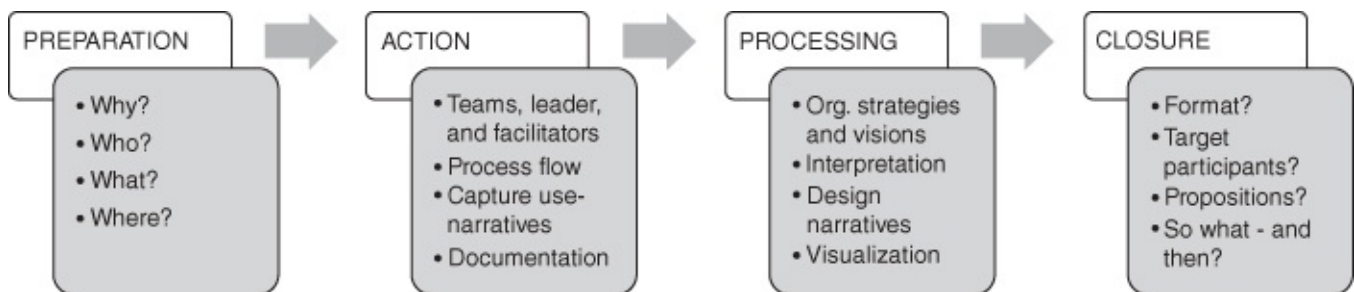 PREPARATION
• Why?
• Who?
• What?
• Where?
ACTION
• Teams, leader,
and facilitators
• Process flow
• Capture use-
narratives
• Documentation
PROCESSING
• Org. strategies
and visions
• Interpretation
• Design
narratives
• Visualization
CLOSURE
• Format?
• Target
participants?
• Propositions?
• So what - and
then?